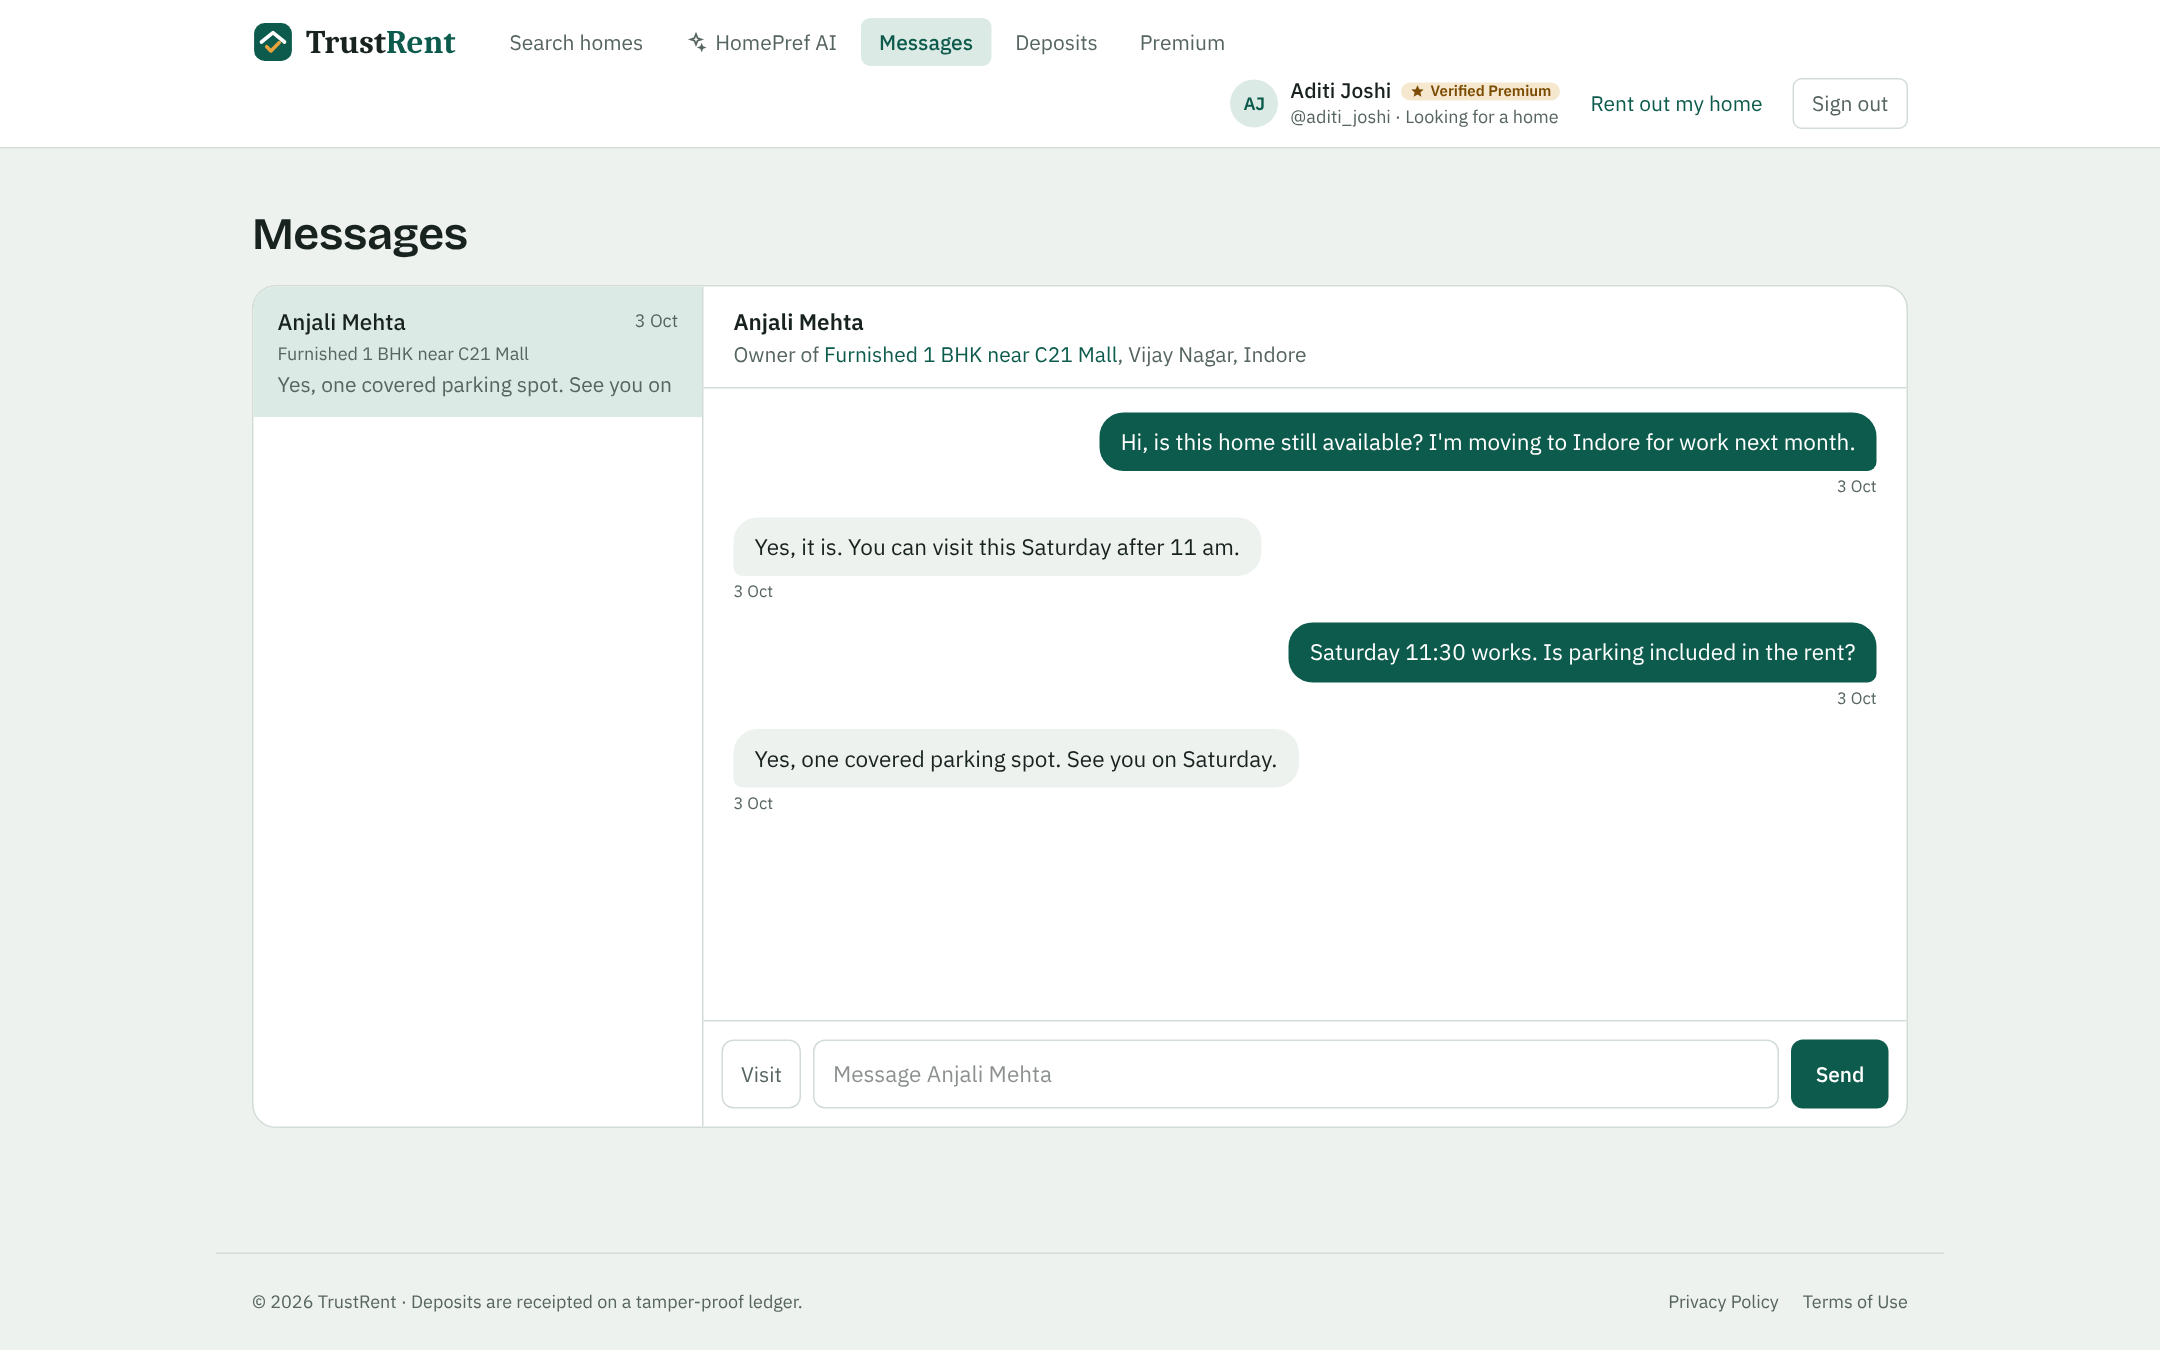 TrustRent
Search homes
HomePref AI
Messages
Deposits
Premium
AJ
Aditi Joshi
★ Verified Premium
@aditi_joshi · Looking for a home
Rent out my home
Sign out
Messages
Anjali Mehta
3 Oct
Furnished 1 BHK near C21 Mall
Yes, one covered parking spot. See you on
Anjali Mehta
Owner of Furnished 1 BHK near C21 Mall, Vijay Nagar, Indore
Hi, is this home still available? I'm moving to Indore for work next month.
3 Oct
Yes, it is. You can visit this Saturday after 11 am.
3 Oct
Saturday 11:30 works. Is parking included in the rent?
3 Oct
Yes, one covered parking spot. See you on Saturday.
3 Oct
Visit
Message Anjali Mehta
Send
© 2026 TrustRent · Deposits are receipted on a tamper-proof ledger.
Privacy Policy
Terms of Use